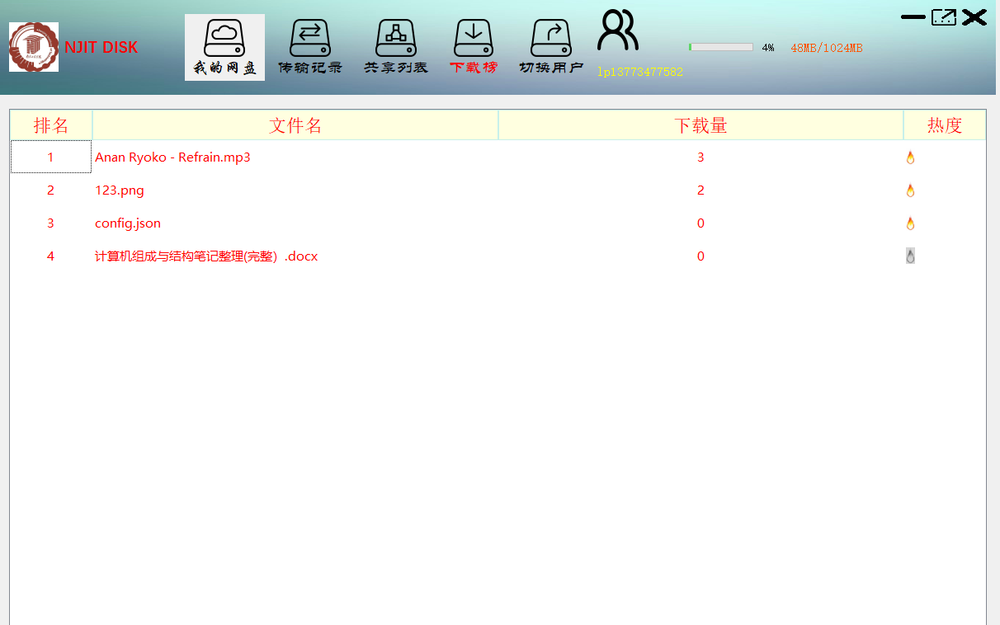 NJIT DISK
我的网盘 传输记录 共享列表 下载榜 切换用户
4% 48MB/1024MB
lp13773477582
排名 文件名 下载量 热度
1 Anan Ryoko - Refrain.mp3 3
2 123.png 2
3 config.json 0
4 计算机组成与结构笔记整理(完整）.docx 0